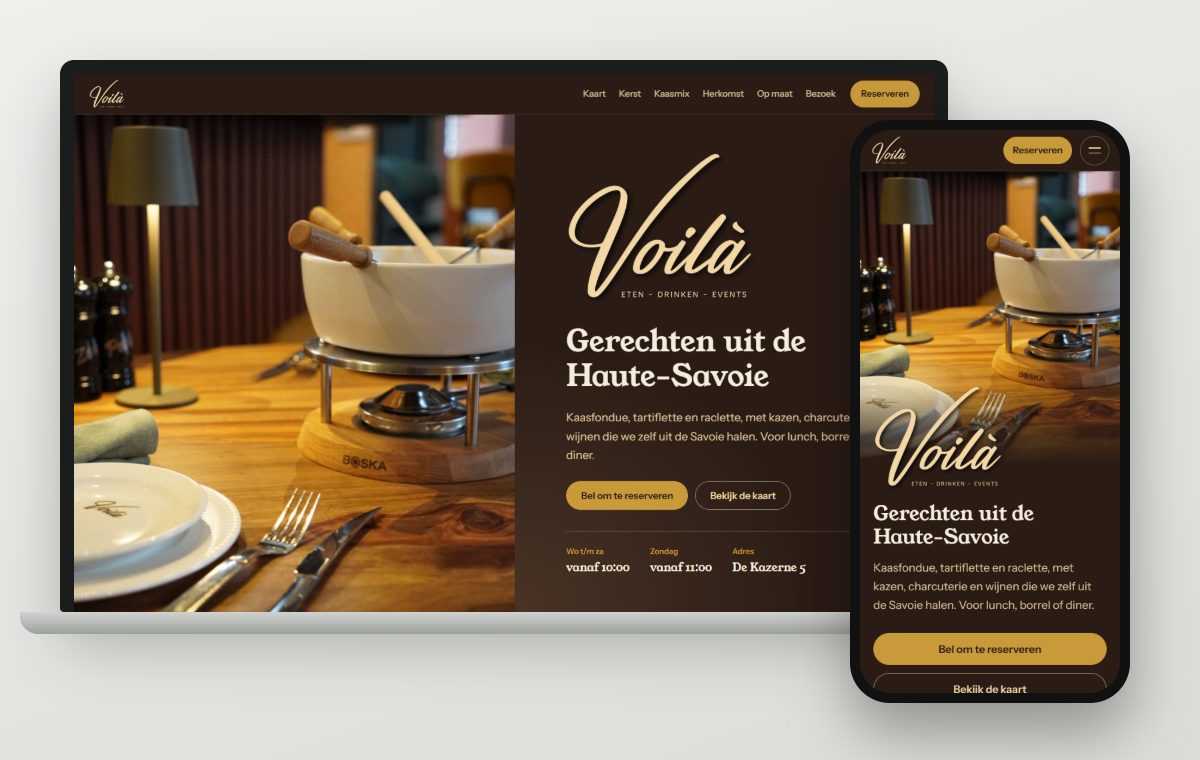 Voilà
Kaart Kerst Kaasmix Herkomst Op maat Bezoek Reserveren
Voilà
ETEN - DRINKEN - EVENTS
Gerechten uit de
Haute-Savoie
Kaasfondue, tartiflette en raclette, met kazen, charcute
wijnen die we zelf uit de Savoie halen. Voor lunch, borre
diner.
Bel om te reserveren Bekijk de kaart
Wo t/m za Zondag Adres
vanaf 10:00 vanaf 11:00 De Kazerne 5
BOSKA
Voilà
Voilà
Reserveren
BOSKA
Voilà
ETEN - DRINKEN - EVENTS
Gerechten uit de
Haute-Savoie
Kaasfondue, tartiflette en raclette, met
kazen, charcuterie en wijnen die we zelf uit
de Savoie halen. Voor lunch, borrel of diner.
Bel om te reserveren
Bekijk de kaart